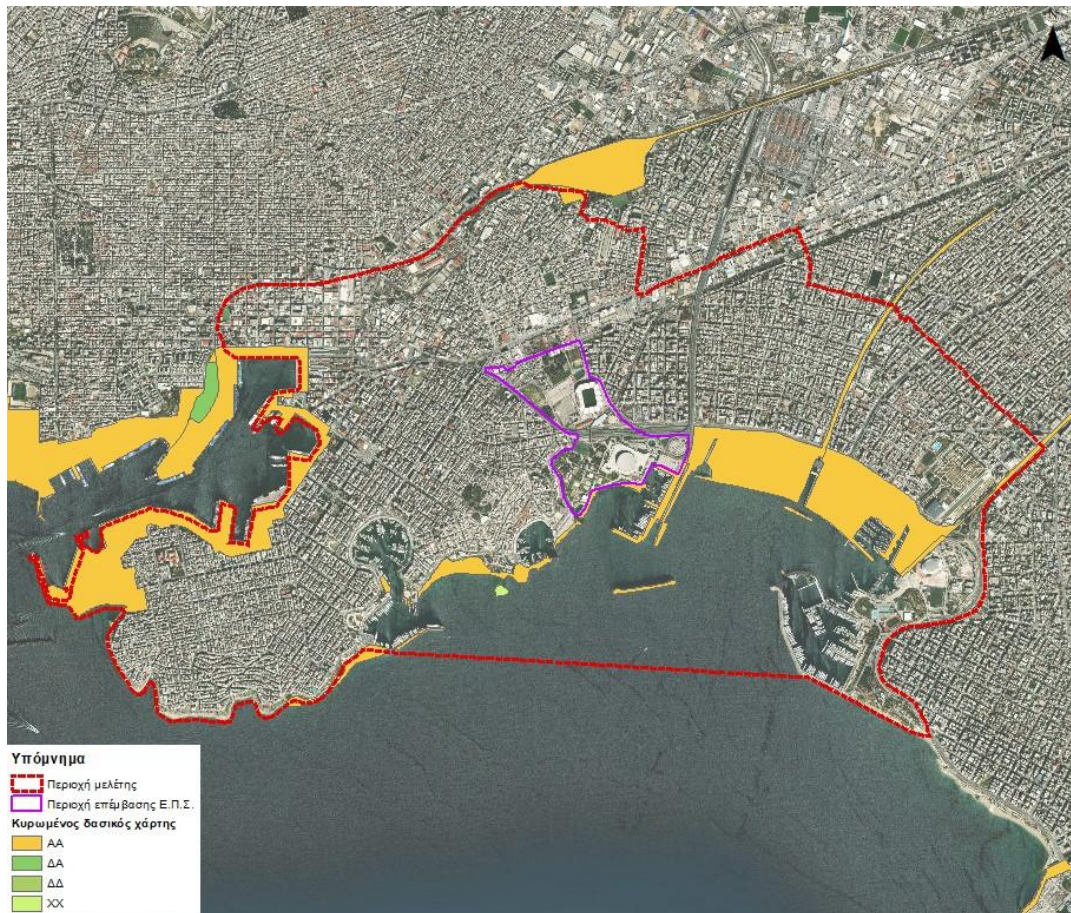 Υπόμνημα
Περιοχή μελέτης
Περιοχή επέμβασης Ε.Π.Σ.
Κυρωμένος δασικός χάρτης
ΑΑ
ΔΑ
ΔΔ
ΧΧ